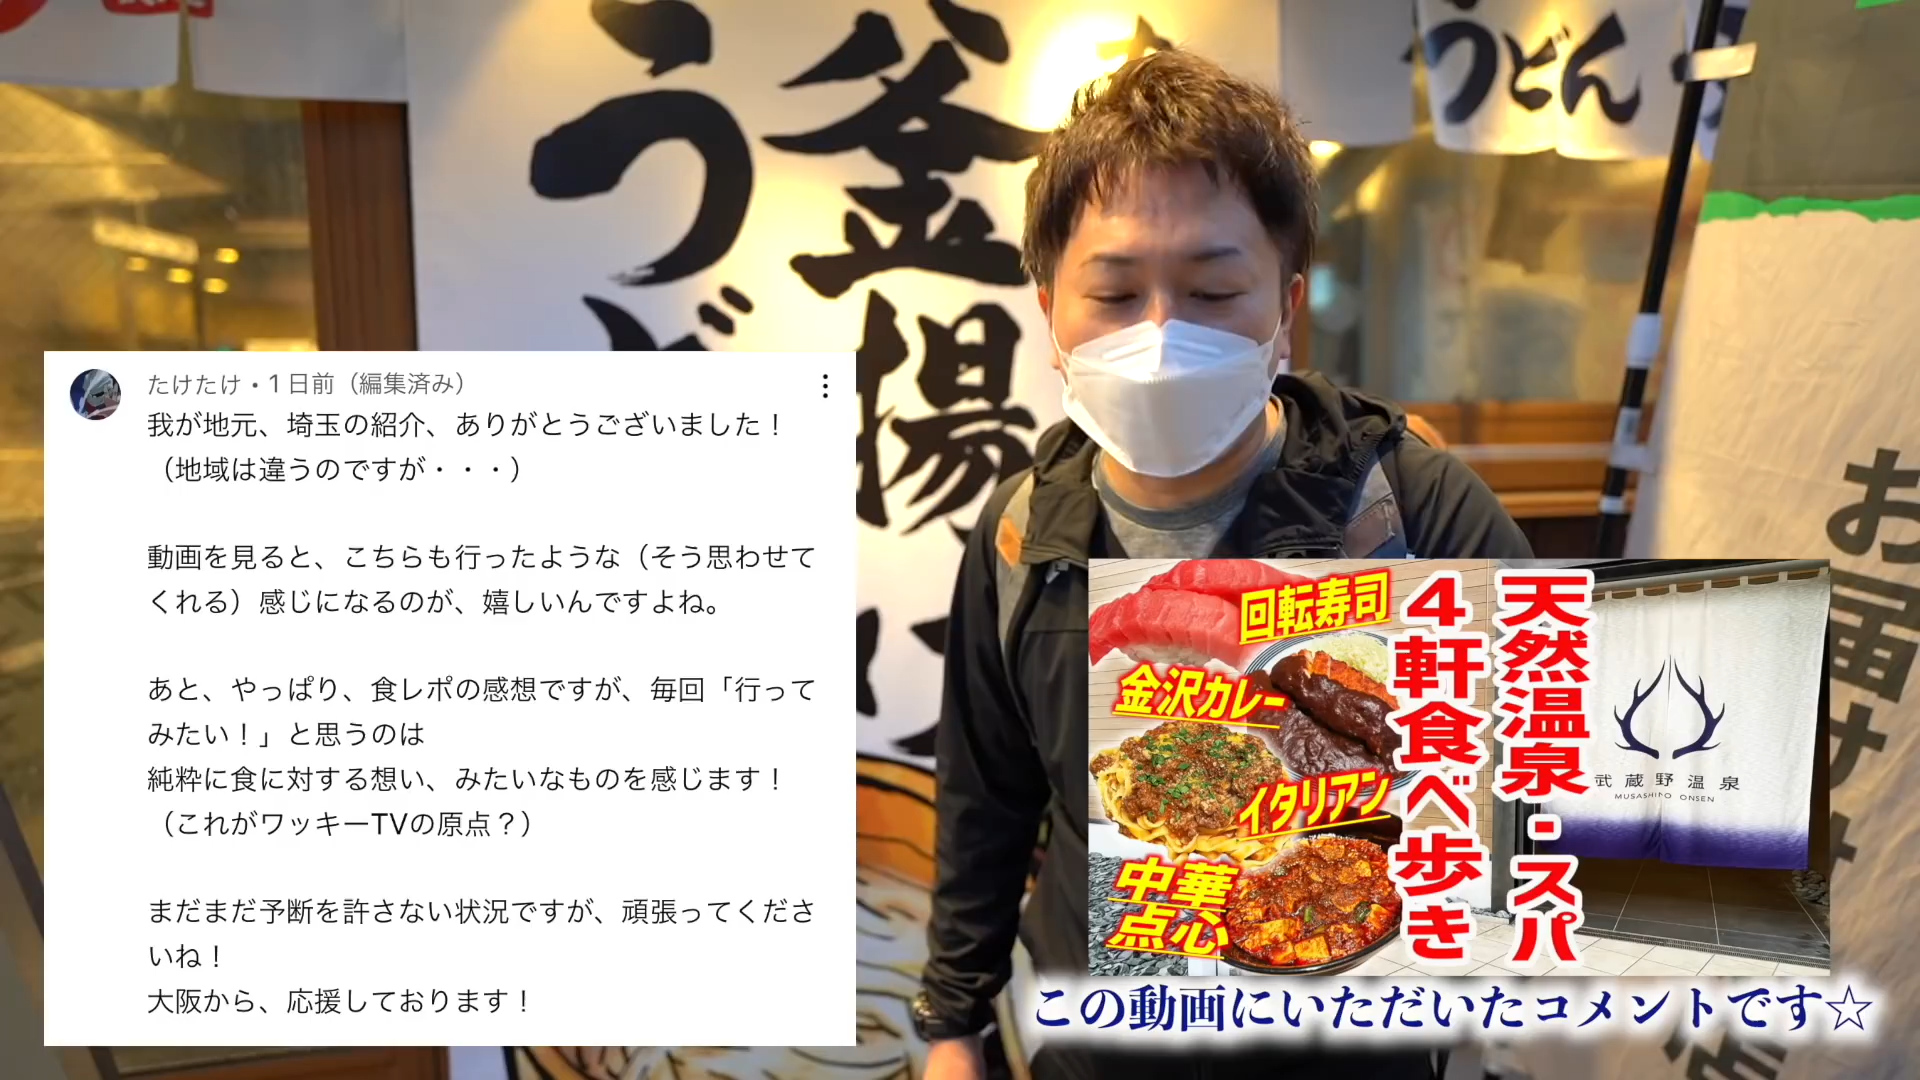 釜揚げ
うど
うどん
お届け
たけたけ・1日前（編集済み）
我が地元、埼玉の紹介、ありがとうございました！
（地域は違うのですが・・・）
動画を見ると、こちらも行ったような（そう思わせて
くれる）感じになるのが、嬉しいんですよね。
あと、やっぱり、食レポの感想ですが、毎回「行って
みたい！」と思うのは
純粋に食に対する想い、みたいなものを感じます！
（これがワッキーTVの原点？）
まだまだ予断を許さない状況ですが、頑張ってくださ
いね！
大阪から、応援しております！
天然温泉・スパ
4軒食べ歩き
回転寿司
金沢カレー
イタリアン
中華
点心
武蔵野温泉
MUSASHINO ONSEN
この動画にいただいたコメントです☆